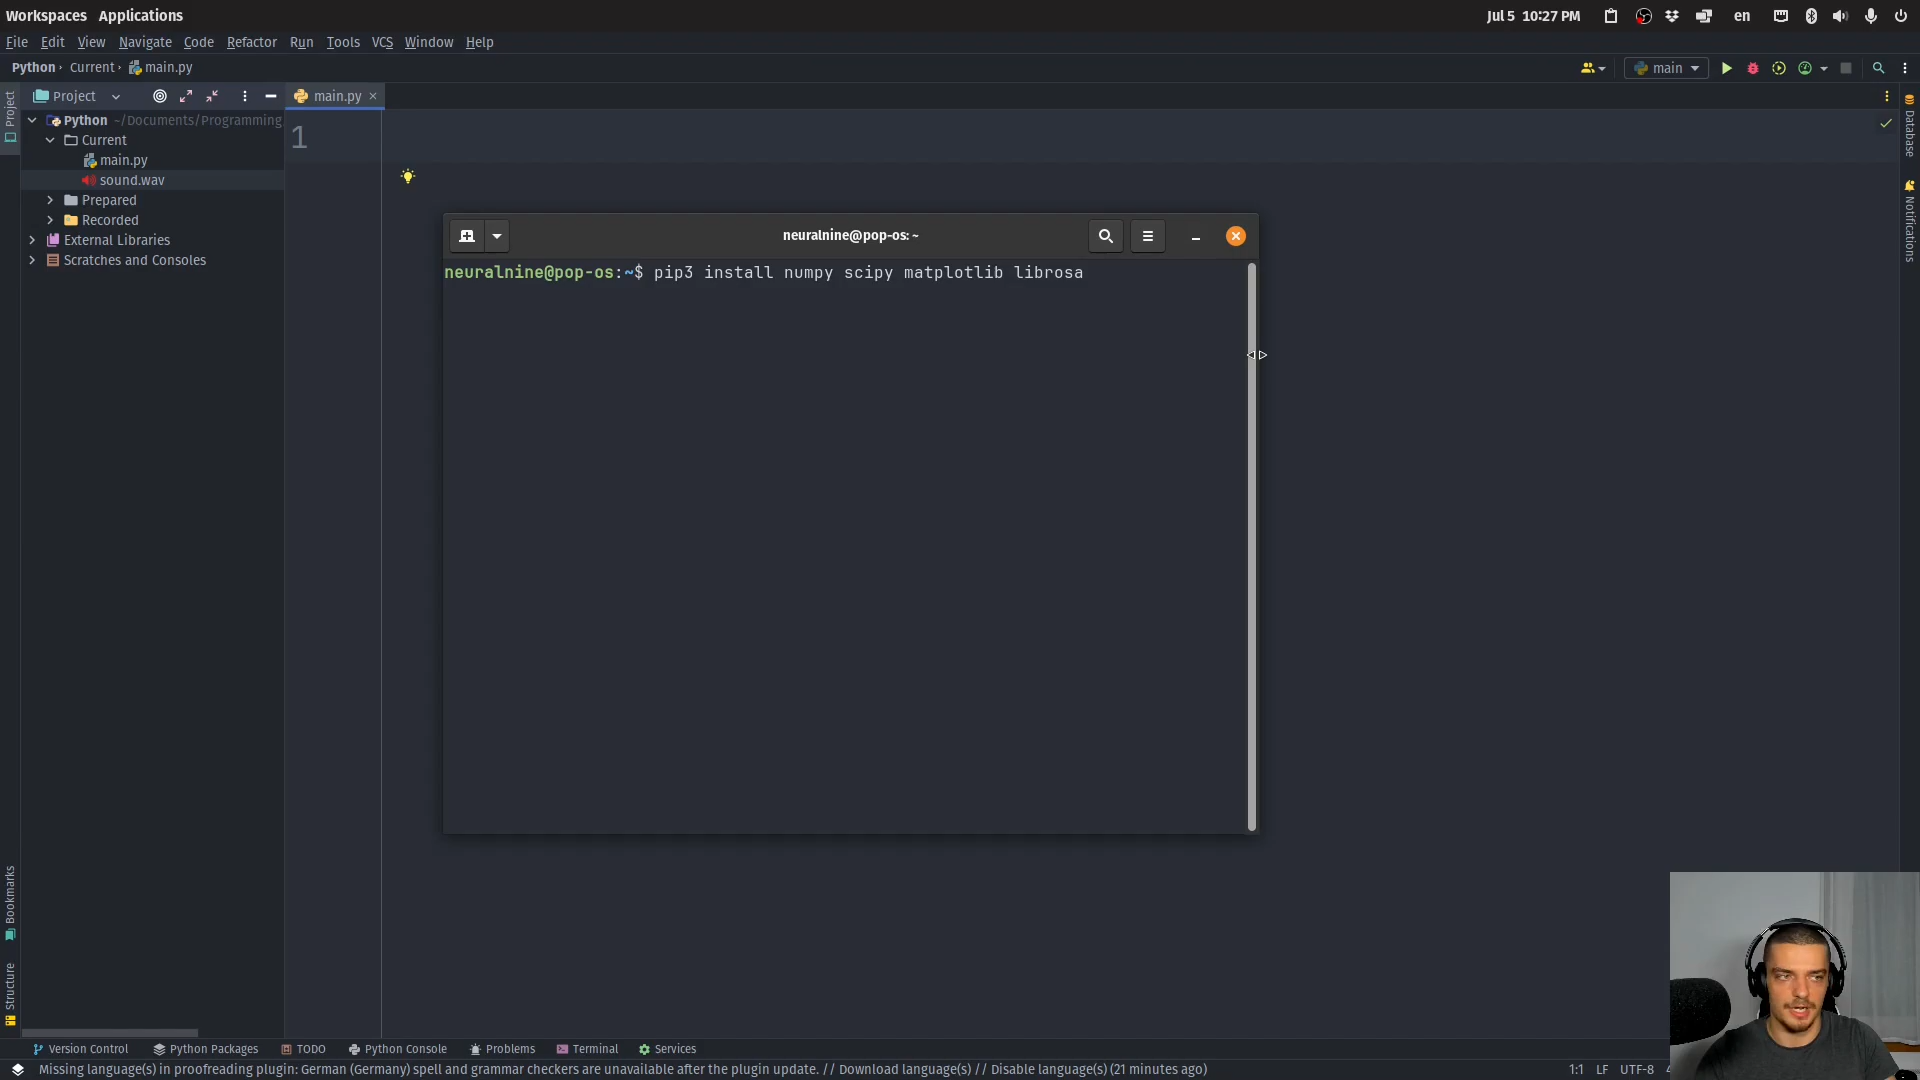 Workspaces Applications
Jul 5 10:27 PM
en
File Edit View Navigate Code Refactor Run Tools VCS Window Help
Python › Current › main.py
main
Project
main.py
Python ~/Documents/Programming
Current
main.py
sound.wav
Prepared
Recorded
External Libraries
Scratches and Consoles
1
Project
Bookmarks
Structure
Database
Notifications
neuralnine@pop-os: ~
neuralnine@pop-os:~$ pip3 install numpy scipy matplotlib librosa
Version Control Python Packages TODO Python Console Problems Terminal Services
Missing language(s) in proofreading plugin: German (Germany) spell and grammar checkers are unavailable after the plugin update. // Download language(s) // Disable language(s) (21 minutes ago)
1:1 LF UTF-8